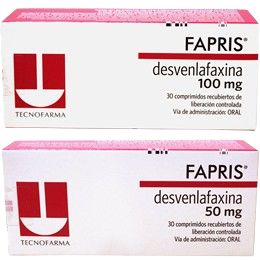 FAPRIS®
desvenlafaxina
100 mg
30 comprimidos recubiertos de
liberación controlada
Vía de administración: ORAL
TECNOFARMA
FAPRIS®
desvenlafaxina
50 mg
30 comprimidos recubiertos de
liberación controlada
Vía de administración: ORAL
TECNOFARMA